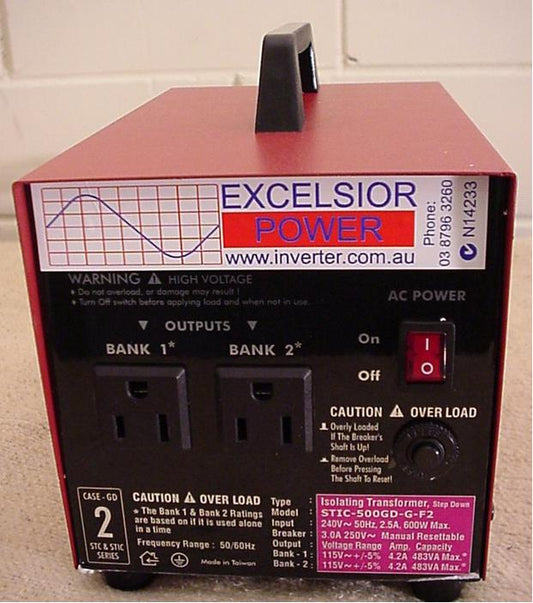 EXCELSIOR
POWER
www.inverter.com.au
Phone:
03 8796 3260
N14233
WARNING HIGH VOLTAGE
Do not overload, or damage may result !
Turn Off switch before applying load and when not in use.
AC POWER
OUTPUTS
BANK 1* BANK 2*
On
Off
I
O
CAUTION OVER LOAD
Overly Loaded
If The Breaker's
Shaft Is Up!
Remove Overload
Before Pressing
The Shaft To Reset!
CASE - GD
2
STC & STIC
SERIES
CAUTION OVER LOAD
* The Bank 1 & Bank 2 Ratings
are based on if it is used alone
in a time
Frequency Range : 50/60Hz
Made in Taiwan
Type : Isolating Transformer, Step Down
Model : STIC-500GD-G-F2
Input : 240V~ 50Hz, 2.5A, 600W Max.
Breaker : 3.0A 250V~ Manual Resettable
Output : Voltage Range Amp. Capacity
Bank - 1 : 115V~+/-5% 4.2A 483VA Max.*
Bank - 2 : 115V~+/-5% 4.2A 483VA Max.*